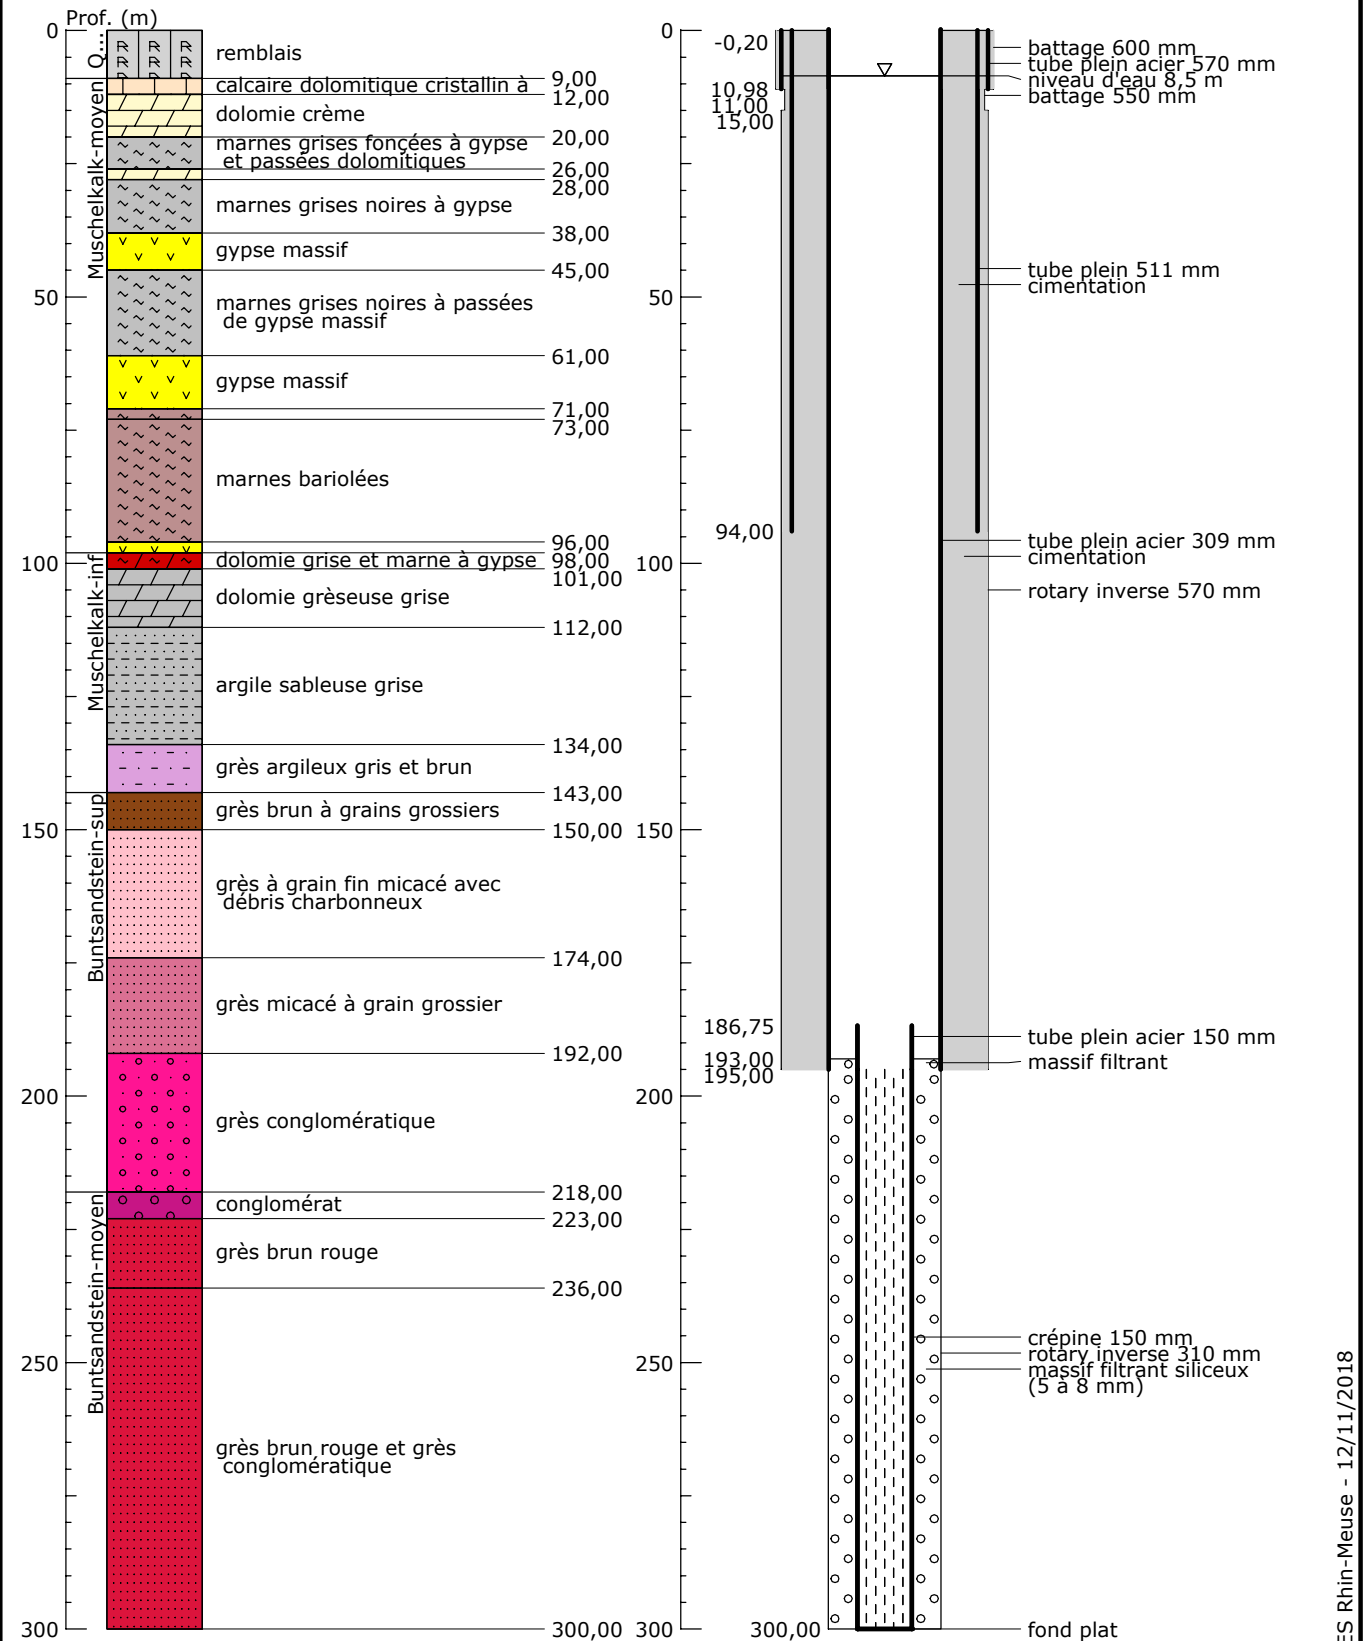 Prof. (m)
0
50
100
150
200
250
300
Q...
Muschelkalk-moyen
Muschelkalk-inf
Buntsandstein-sup
Buntsandstein-moyen
remblais
9,00
calcaire dolomitique cristallin à
12,00
dolomie crème
20,00
marnes grises fonçées à gypse
et passées dolomitiques
26,00
28,00
marnes grises noires à gypse
38,00
gypse massif
45,00
marnes grises noires à passées
de gypse massif
61,00
gypse massif
71,00
73,00
marnes bariolées
96,00
98,00
dolomie grise et marne à gypse
101,00
dolomie grèseuse grise
112,00
argile sableuse grise
134,00
grès argileux gris et brun
143,00
grès brun à grains grossiers
150,00
grès à grain fin micacé avec
débris charbonneux
174,00
grès micacé à grain grossier
192,00
grès conglomératique
218,00
conglomérat
223,00
grès brun rouge
236,00
grès brun rouge et grès
conglomératique
300,00
0
50
100
150
200
250
300
-0,20
10,98
11,00
15,00
94,00
186,75
193,00
195,00
300,00
battage 600 mm
tube plein acier 570 mm
niveau d'eau 8,5 m
battage 550 mm
tube plein 511 mm
cimentation
tube plein acier 309 mm
cimentation
rotary inverse 570 mm
tube plein acier 150 mm
massif filtrant
crépine 150 mm
rotary inverse 310 mm
massif filtrant siliceux
(5 à 8 mm)
fond plat
ES Rhin-Meuse - 12/11/2018